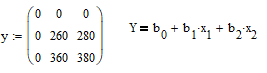 y := ( 0 0 0
0 260 280
0 360 380 )
Y = b₀ + b₁·x₁ + b₂·x₂